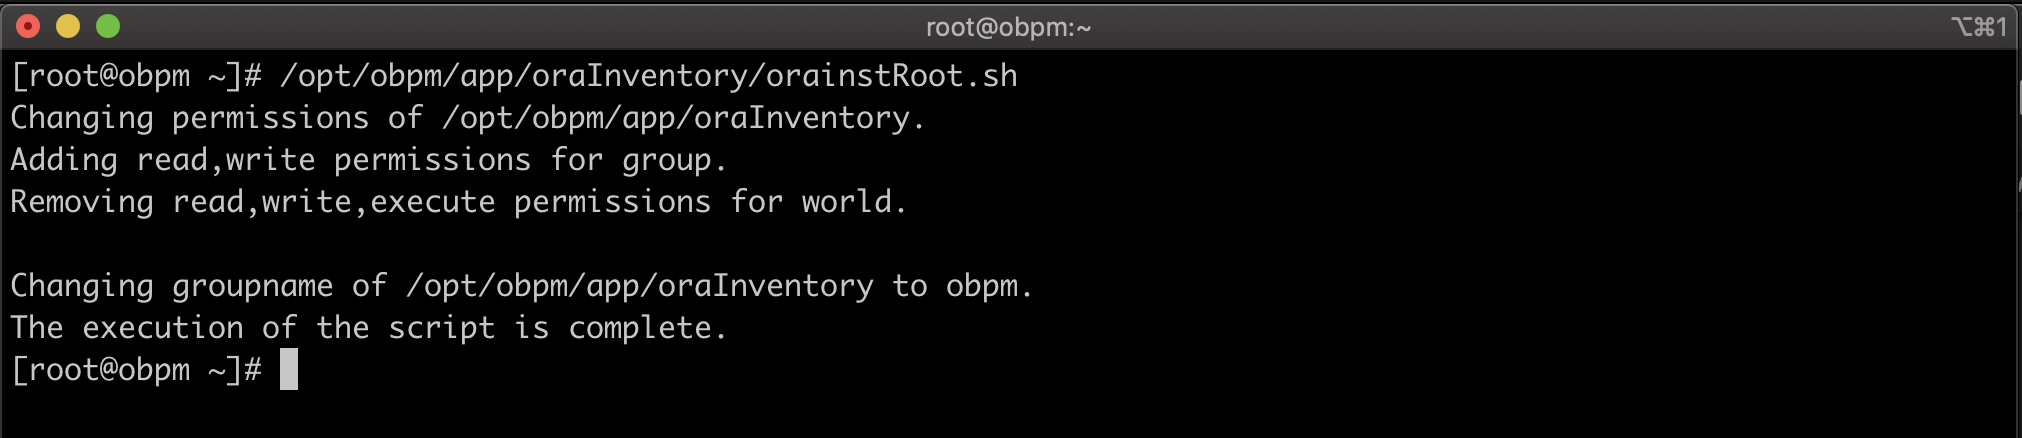 root@obpm:~
⌥⌘1
[root@obpm ~]# /opt/obpm/app/oraInventory/orainstRoot.sh
Changing permissions of /opt/obpm/app/oraInventory.
Adding read,write permissions for group.
Removing read,write,execute permissions for world.
Changing groupname of /opt/obpm/app/oraInventory to obpm.
The execution of the script is complete.
[root@obpm ~]#